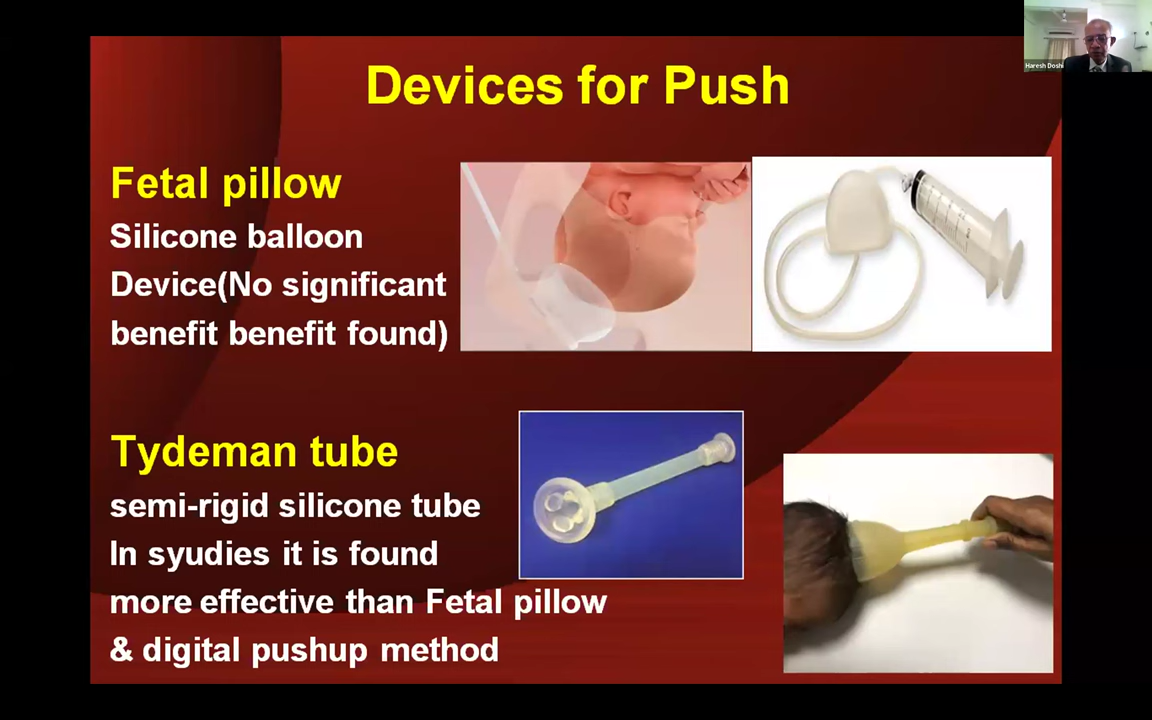 Haresh Doshi
Devices for Push
Fetal pillow
Silicone balloon
Device(No significant
benefit benefit found)
Tydeman tube
semi-rigid silicone tube
In syudies it is found
more effective than Fetal pillow
& digital pushup method